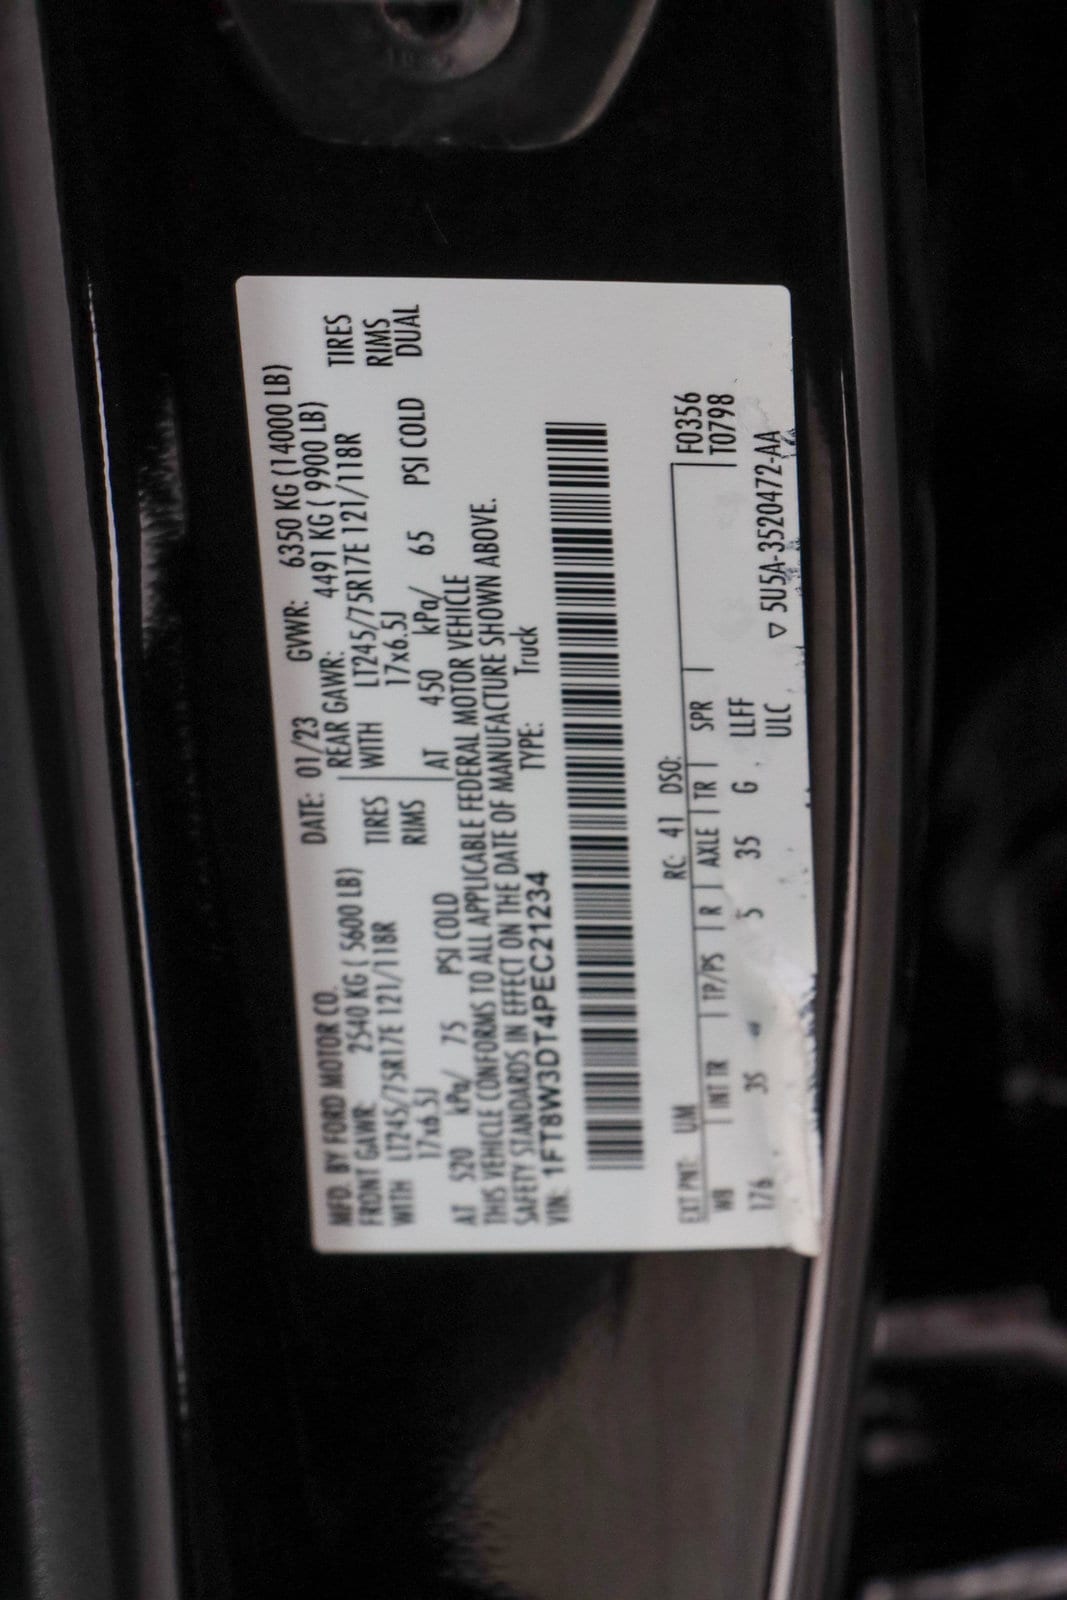 MFD. BY FORD MOTOR CO. DATE: 01/23 GVWR: 6350 KG (14000 LB)
FRONT GAWR: 2540 KG ( 5600 LB) REAR GAWR: 4491 KG ( 9900 LB)
WITH LT245/75R17E 121/118R TIRES WITH LT245/75R17E 121/118R TIRES
17x6.5J RIMS 17x6.5J RIMS
AT 520 kPa/ 75 PSI COLD AT 450 kPa/ 65 PSI COLD DUAL
THIS VEHICLE CONFORMS TO ALL APPLICABLE FEDERAL MOTOR VEHICLE
SAFETY STANDARDS IN EFFECT ON THE DATE OF MANUFACTURE SHOWN ABOVE.
VIN: 1FT8W3DT4PEC21234 TYPE: Truck
EXT PNT: UM RC: 41 DSO: F0356
WB INT TR TP/PS R AXLE TR SPR T0798
176 35 5 35 G LLFF
ULC 5U5A-3520472-AA